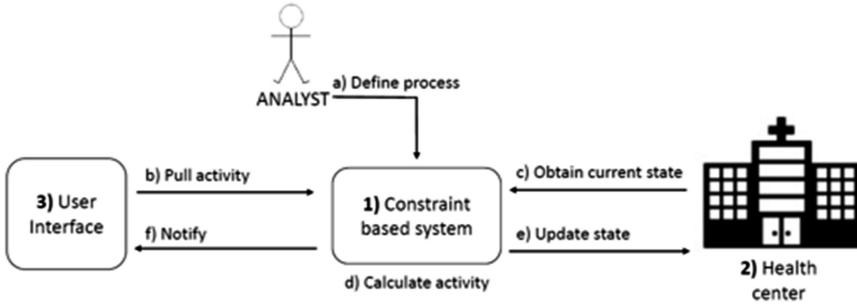 a) Define process
ANALYST
b) Pull activity
c) Obtain current state
3) User
Interface
1) Constraint
based system
f) Notify
e) Update state
d) Calculate activity
2) Health
center